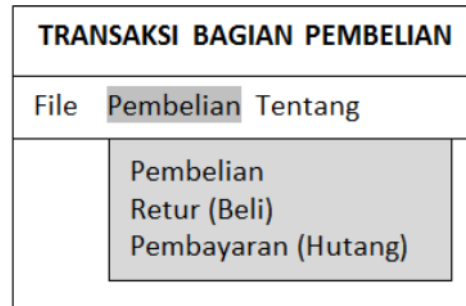 TRANSAKSI BAGIAN PEMBELIAN
File Pembelian Tentang
Pembelian
Retur (Beli)
Pembayaran (Hutang)